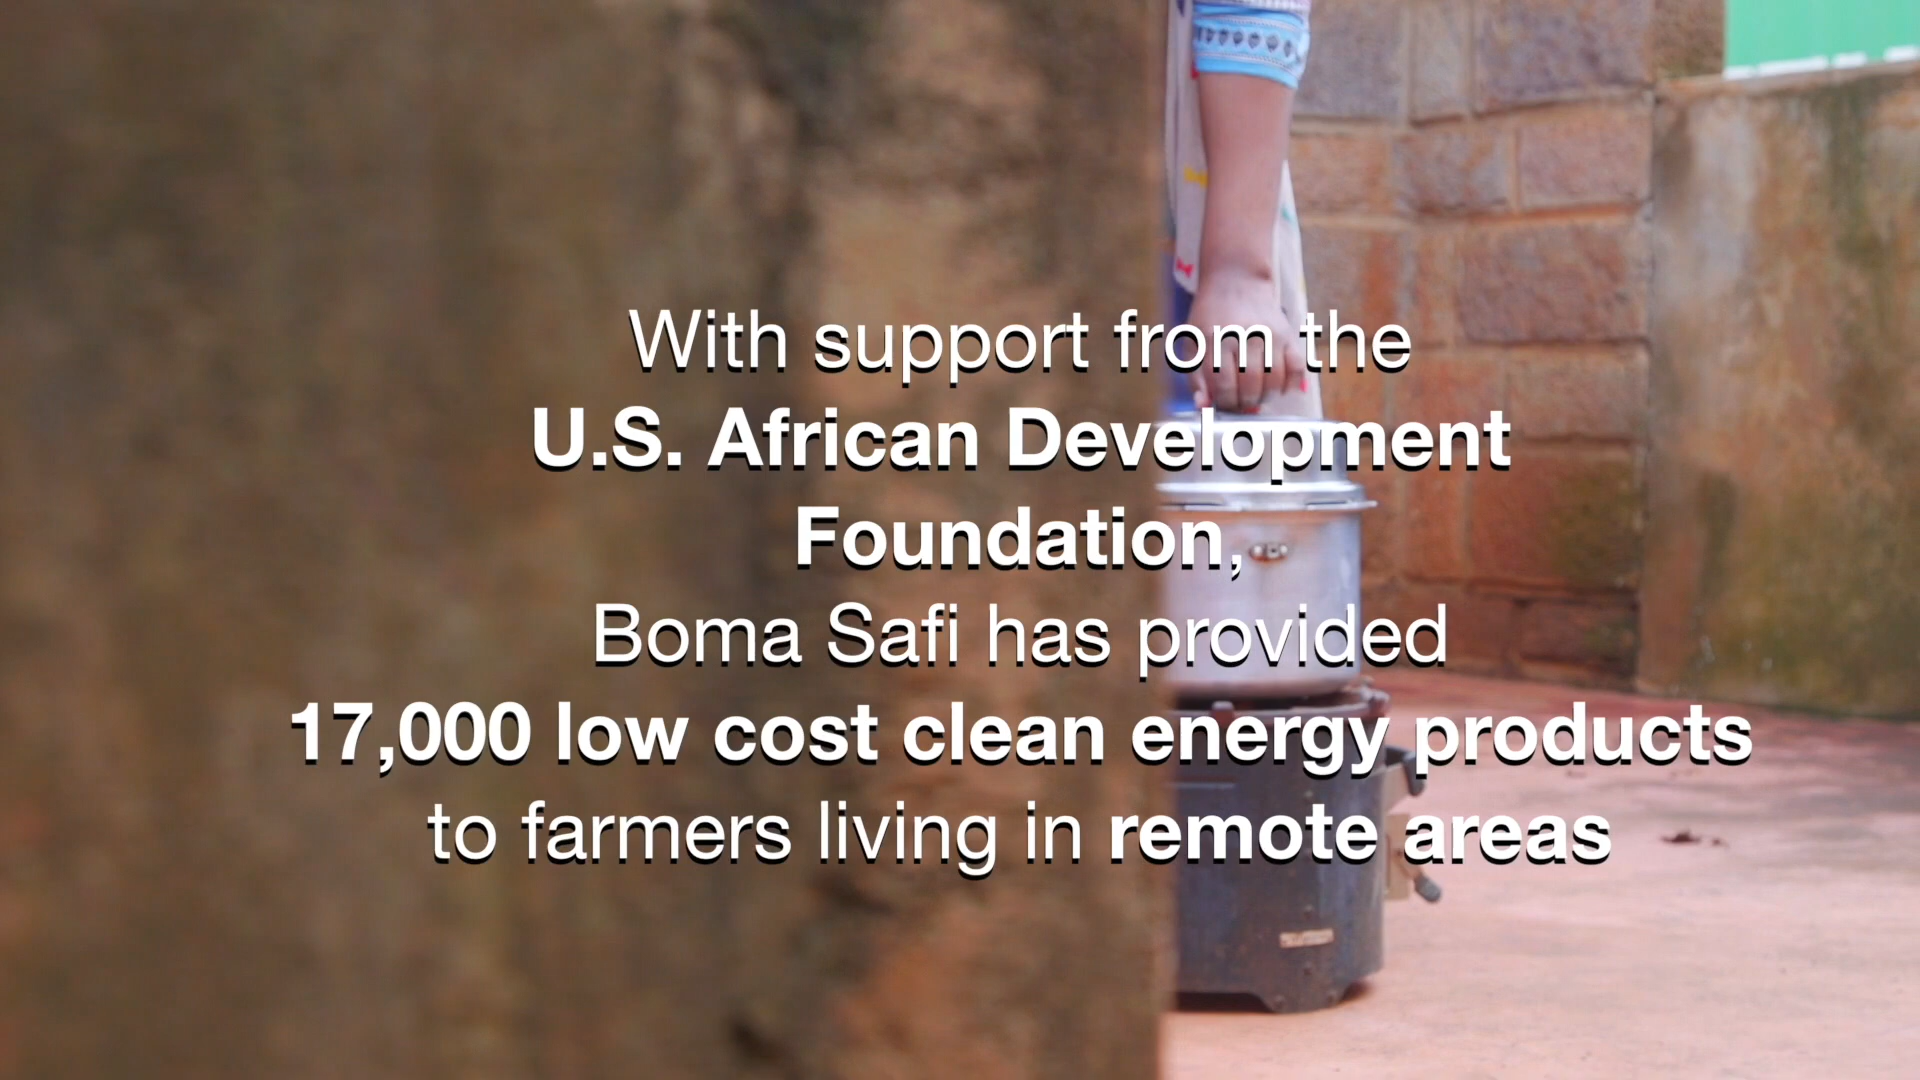 With support from the
U.S. African Development
Foundation,
Boma Safi has provided
17,000 low cost clean energy products
to farmers living in remote areas